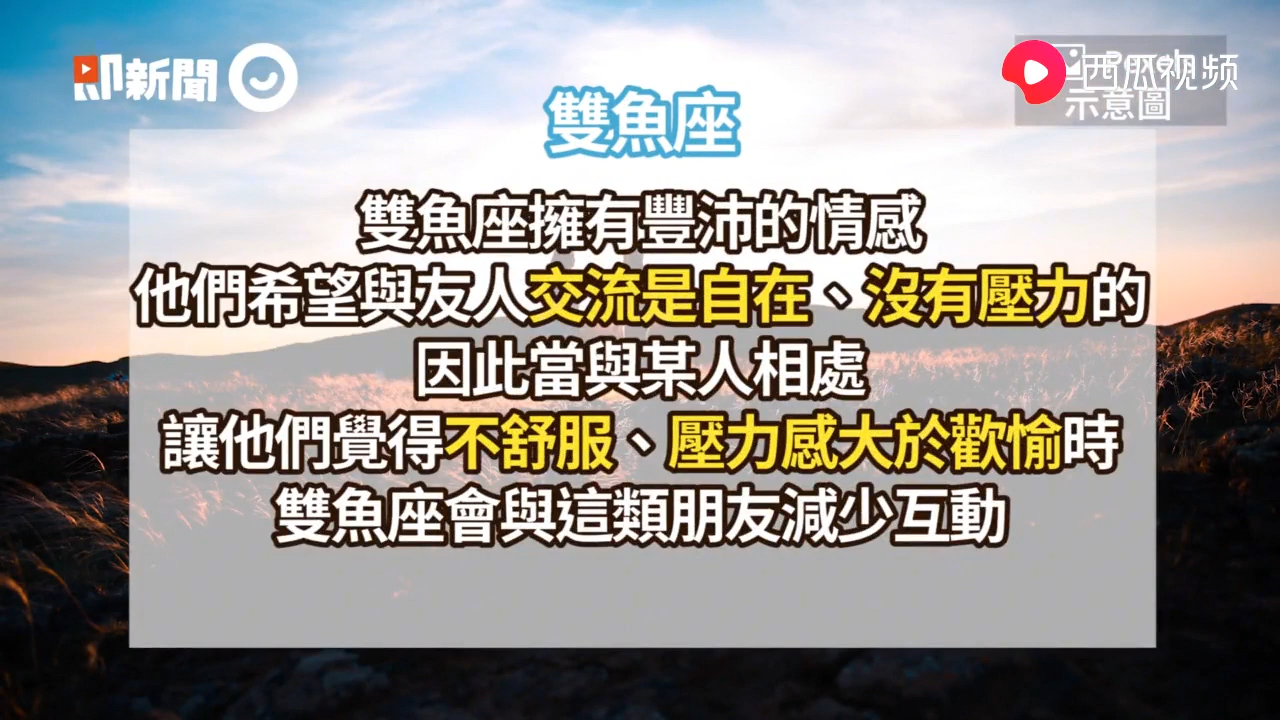 即新聞
西瓜视频
示意圖
雙魚座
雙魚座擁有豐沛的情感
他們希望與友人交流是自在、沒有壓力的
因此當與某人相處
讓他們覺得不舒服、壓力感大於歡愉時
雙魚座會與這類朋友減少互動